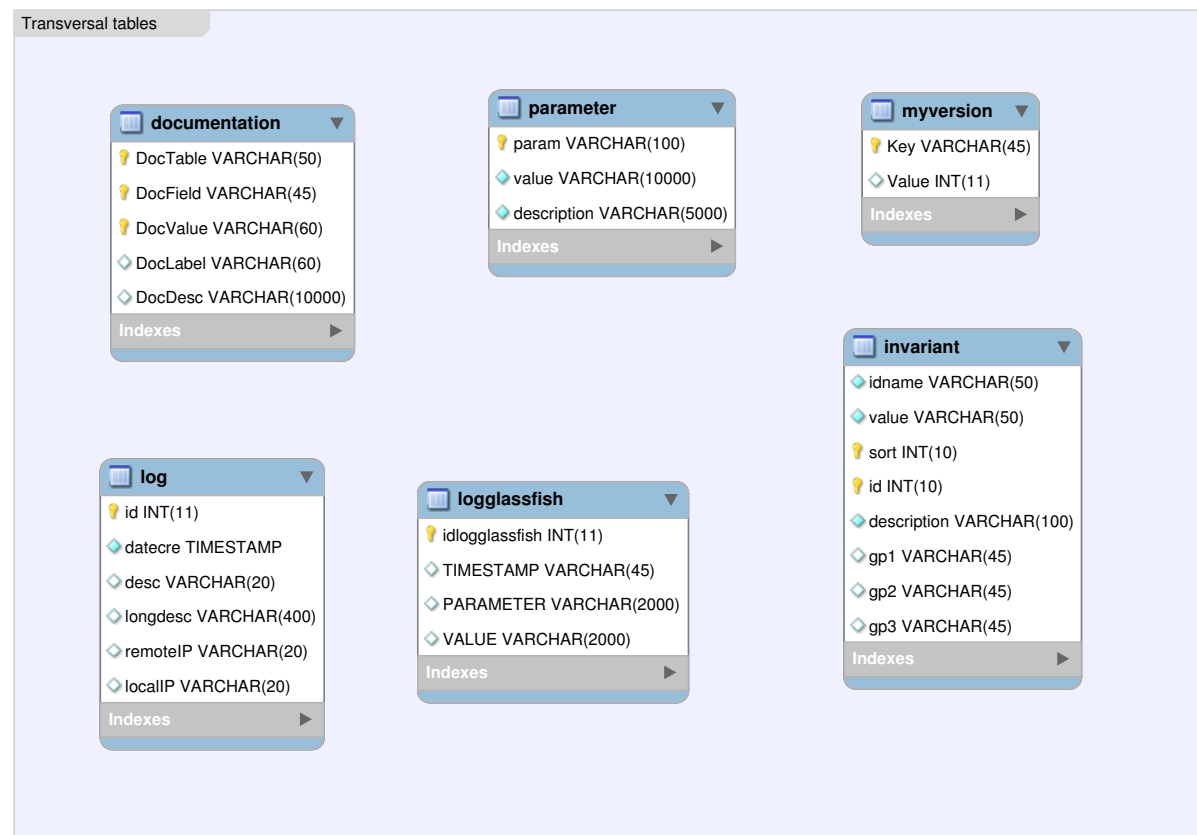 Transversal tables
documentation
DocTable VARCHAR(50)
DocField VARCHAR(45)
DocValue VARCHAR(60)
DocLabel VARCHAR(60)
DocDesc VARCHAR(10000)
Indexes
parameter
param VARCHAR(100)
value VARCHAR(10000)
description VARCHAR(5000)
Indexes
myversion
Key VARCHAR(45)
Value INT(11)
Indexes
invariant
idname VARCHAR(50)
value VARCHAR(50)
sort INT(10)
id INT(10)
description VARCHAR(100)
gp1 VARCHAR(45)
gp2 VARCHAR(45)
gp3 VARCHAR(45)
Indexes
log
id INT(11)
datecre TIMESTAMP
desc VARCHAR(20)
longdesc VARCHAR(400)
remoteIP VARCHAR(20)
localIP VARCHAR(20)
Indexes
logglassfish
idlogglassfish INT(11)
TIMESTAMP VARCHAR(45)
PARAMETER VARCHAR(2000)
VALUE VARCHAR(2000)
Indexes